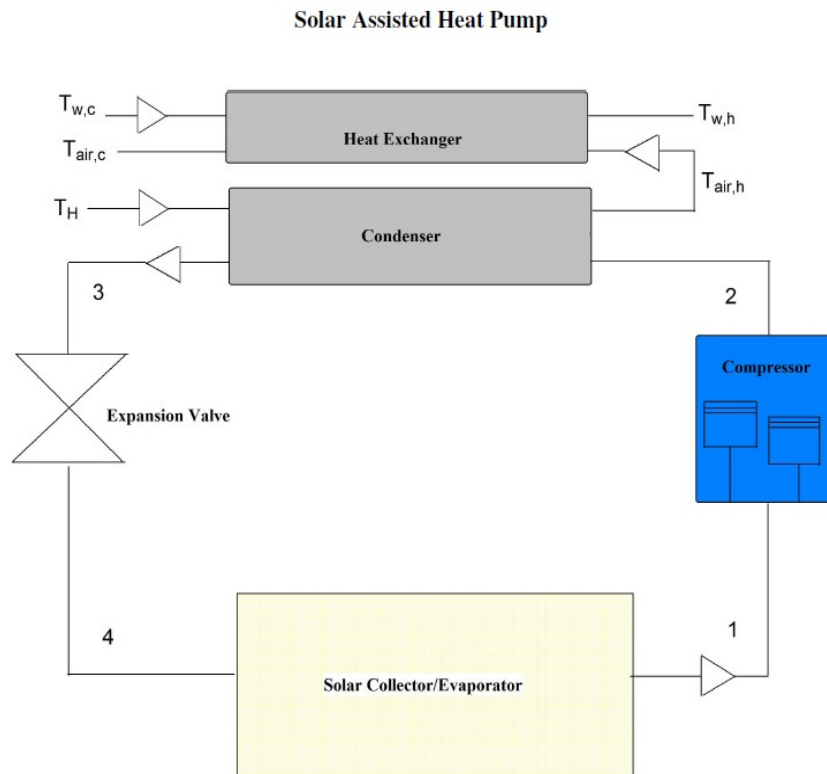 Solar Assisted Heat Pump
T_w,c
T_w,h
Heat Exchanger
T_air,c
T_air,h
T_H
Condenser
3
2
Compressor
Expansion Valve
4
1
Solar Collector/Evaporator